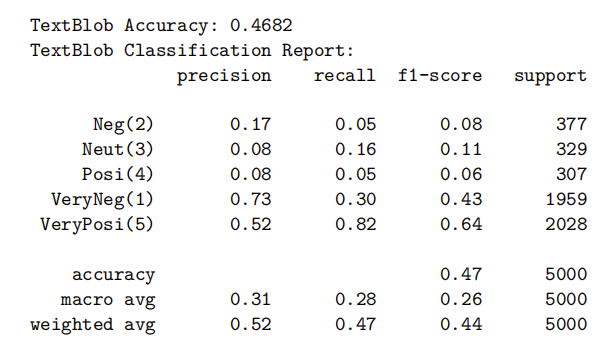 TextBlob Accuracy: 0.4682
TextBlob Classification Report:
precision recall f1-score support
Neg(2) 0.17 0.05 0.08 377
Neut(3) 0.08 0.16 0.11 329
Posi(4) 0.08 0.05 0.06 307
VeryNeg(1) 0.73 0.30 0.43 1959
VeryPosi(5) 0.52 0.82 0.64 2028
accuracy 0.47 5000
macro avg 0.31 0.28 0.26 5000
weighted avg 0.52 0.47 0.44 5000